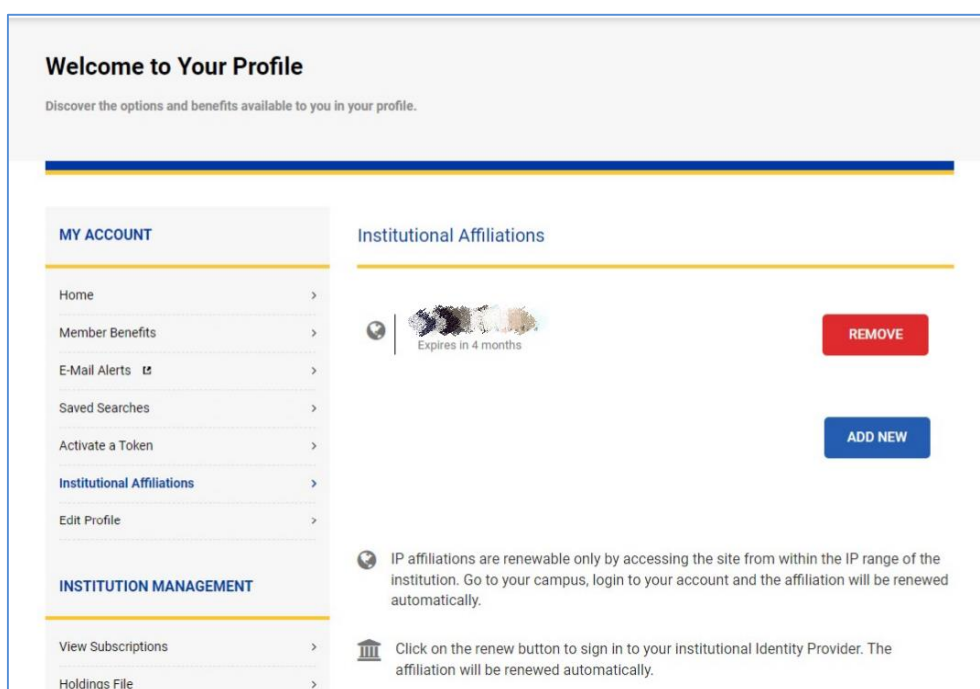 Welcome to Your Profile
Discover the options and benefits available to you in your profile.
MY ACCOUNT
Home
Member Benefits
E-Mail Alerts
Saved Searches
Activate a Token
Institutional Affiliations
Edit Profile
INSTITUTION MANAGEMENT
View Subscriptions
Holdings File
Institutional Affiliations
Expires in 4 months
REMOVE
ADD NEW
IP affiliations are renewable only by accessing the site from within the IP range of the
institution. Go to your campus, login to your account and the affiliation will be renewed
automatically.
Click on the renew button to sign in to your institutional Identity Provider. The
affiliation will be renewed automatically.